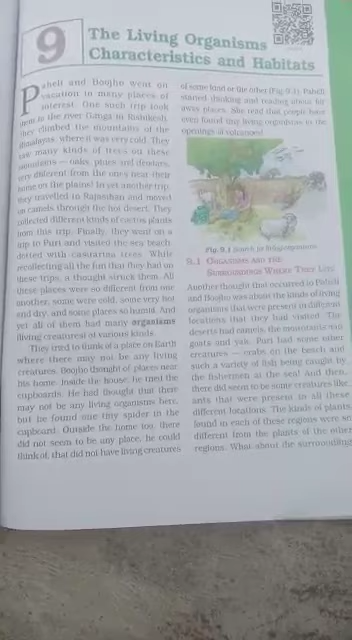 9
The Living Organisms
Characteristics and Habitats
Paheli and Boojho went on
vacation in many places of
interest. One such trip took
them to the river Ganga in Rishikesh.
they climbed the mountains of the
Himalayas, where it was very cold. They
saw many kinds of trees on these
mountains — oaks, pines and deodars,
very different from the ones near their
home on the plains! In yet another trip,
they travelled to Rajasthan and moved
on camels through the hot desert. They
collected different kinds of cactus plants
from this trip. Finally, they went on a
trip to Puri and visited the sea beach,
dotted with casuarina trees. While
recollecting all the fun that they had on
these trips, a thought struck them. All
these places were so different from one
another, some were cold, some very hot
and dry, and some places so humid. And
yet all of them had many organisms
(living creatures) of various kinds.
They tried to think of a place on Earth
where there may not be any living
creatures. Boojho thought of places near
his home. Inside the house, he tried the
cupboards. He had thought that there
may not be any living organisms here,
but he found one tiny spider in the
cupboard. Outside the home too, there
did not seem to be any place, he could
think of, that did not have living creatures
of some kind or the other (Fig. 9.1). Paheli
started thinking and reading about far
away places. She read that people have
even found tiny living organisms in the
openings of volcanoes!
Fig. 9.1 Search for living organisms
9.1 ORGANISMS AND THE
SURROUNDINGS WHERE THEY LIVE
Another thought that occurred to Paheli
and Boojho was about the kinds of living
organisms that were present in different
locations that they had visited. The
deserts had camels, the mountains had
goats and yak. Puri had some other
creatures — crabs on the beach and
such a variety of fish being caught by
the fishermen at the sea! And then,
there did seem to be some creatures like
ants that were present in all these
different locations. The kinds of plants
found in each of these regions were so
different from the plants of the other
regions. What about the surroundings